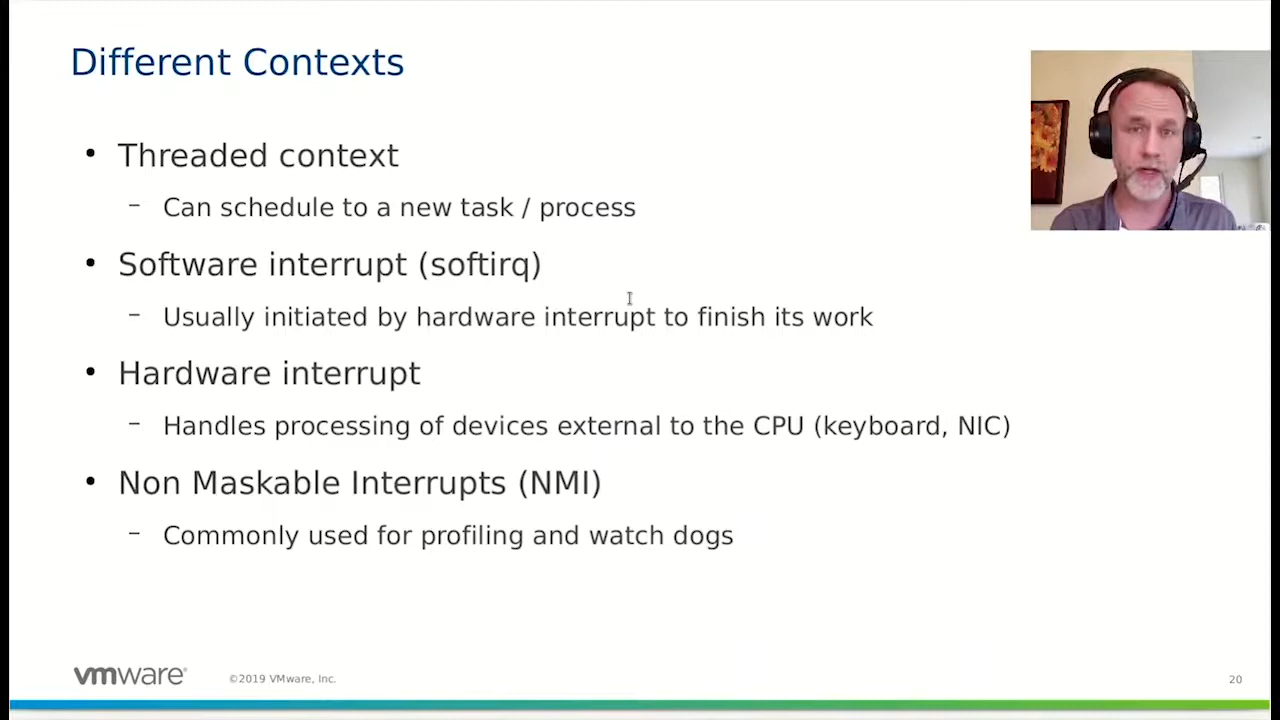 Different Contexts
• Threaded context
– Can schedule to a new task / process
• Software interrupt (softirq)
– Usually initiated by hardware interrupt to finish its work
• Hardware interrupt
– Handles processing of devices external to the CPU (keyboard, NIC)
• Non Maskable Interrupts (NMI)
– Commonly used for profiling and watch dogs
vmware®
©2019 VMware, Inc.
20